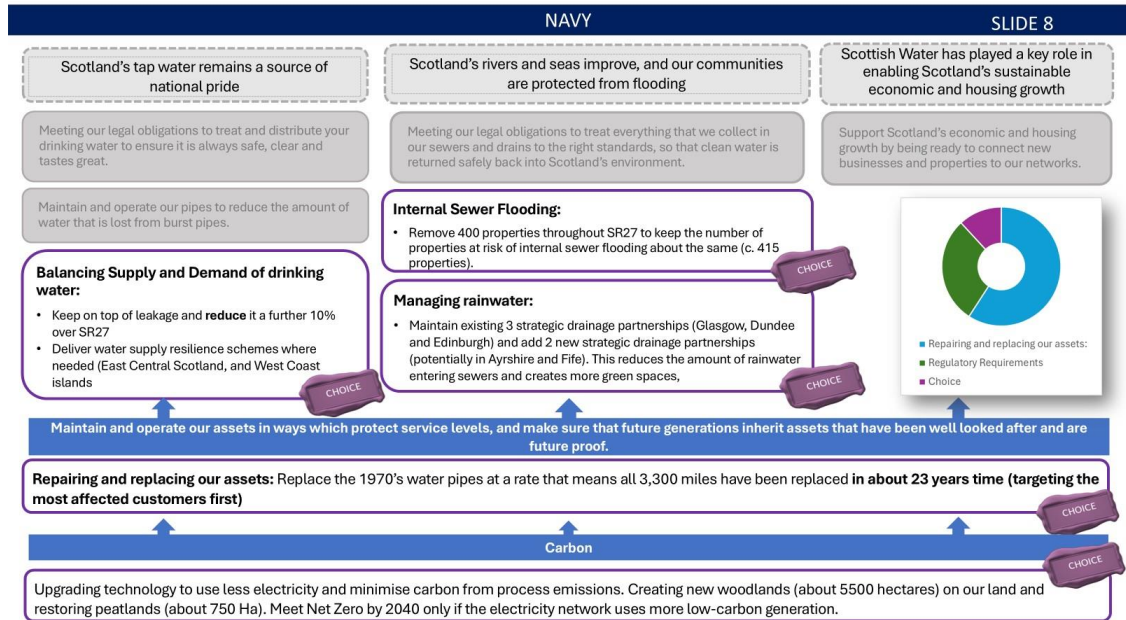 NAVY
SLIDE 8
Scotland's tap water remains a source of
national pride
Meeting our legal obligations to treat and distribute your
drinking water to ensure it is always safe, clear and
tastes great.
Maintain and operate our pipes to reduce the amount of
water that is lost from burst pipes.
Balancing Supply and Demand of drinking
water:
• Keep on top of leakage and reduce it a further 10%
over SR27
• Deliver water supply resilience schemes where
needed (East Central Scotland, and West Coast
islands
CHOICE
Scotland's rivers and seas improve, and our communities
are protected from flooding
Meeting our legal obligations to treat everything that we collect in
our sewers and drains to the right standards, so that clean water is
returned safely back into Scotland's environment.
Internal Sewer Flooding:
• Remove 400 properties throughout SR27 to keep the number of
properties at risk of internal sewer flooding about the same (c. 415
properties).
CHOICE
Managing rainwater:
• Maintain existing 3 strategic drainage partnerships (Glasgow, Dundee
and Edinburgh) and add 2 new strategic drainage partnerships
(potentially in Ayrshire and Fife). This reduces the amount of rainwater
entering sewers and creates more green spaces,
CHOICE
Scottish Water has played a key role in
enabling Scotland's sustainable
economic and housing growth
Support Scotland's economic and housing
growth by being ready to connect new
businesses and properties to our networks.
Repairing and replacing our assets:
Regulatory Requirements
Choice
Maintain and operate our assets in ways which protect service levels, and make sure that future generations inherit assets that have been well looked after and are
future proof.
Repairing and replacing our assets: Replace the 1970's water pipes at a rate that means all 3,300 miles have been replaced in about 23 years time (targeting the
most affected customers first)
CHOICE
Carbon
CHOICE
Upgrading technology to use less electricity and minimise carbon from process emissions. Creating new woodlands (about 5500 hectares) on our land and
restoring peatlands (about 750 Ha). Meet Net Zero by 2040 only if the electricity network uses more low-carbon generation.